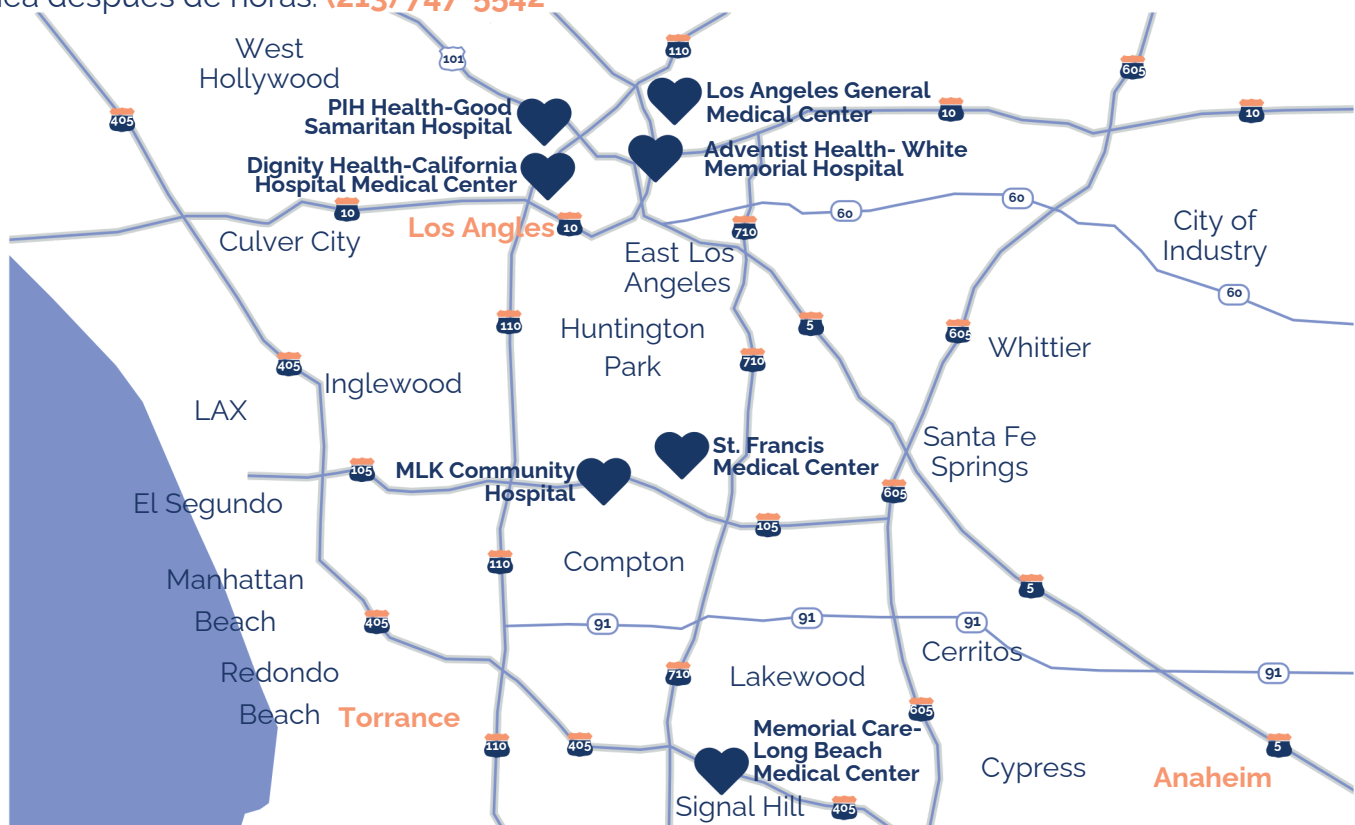 después de horas: (213) 747-5542
West
Hollywood
101
110
605
405
PIH Health-Good
Samaritan Hospital
Los Angeles General
Medical Center
10
10
Dignity Health-California
Hospital Medical Center
Adventist Health- White
Memorial Hospital
10
Los Angles
10
60
60
710
Culver City
East Los
Angeles
City of
Industry
60
110
Huntington
Park
5
605
Whittier
405
710
Inglewood
LAX
Santa Fe
Springs
St. Francis
Medical Center
105
MLK Community
Hospital
605
El Segundo
105
110
Compton
5
Manhattan
Beach
405
91
91
91
Cerritos
Redondo
Beach
710
Lakewood
91
605
Torrance
110
405
Memorial Care-
Long Beach
Medical Center
5
Cypress
Anaheim
Signal Hill
405